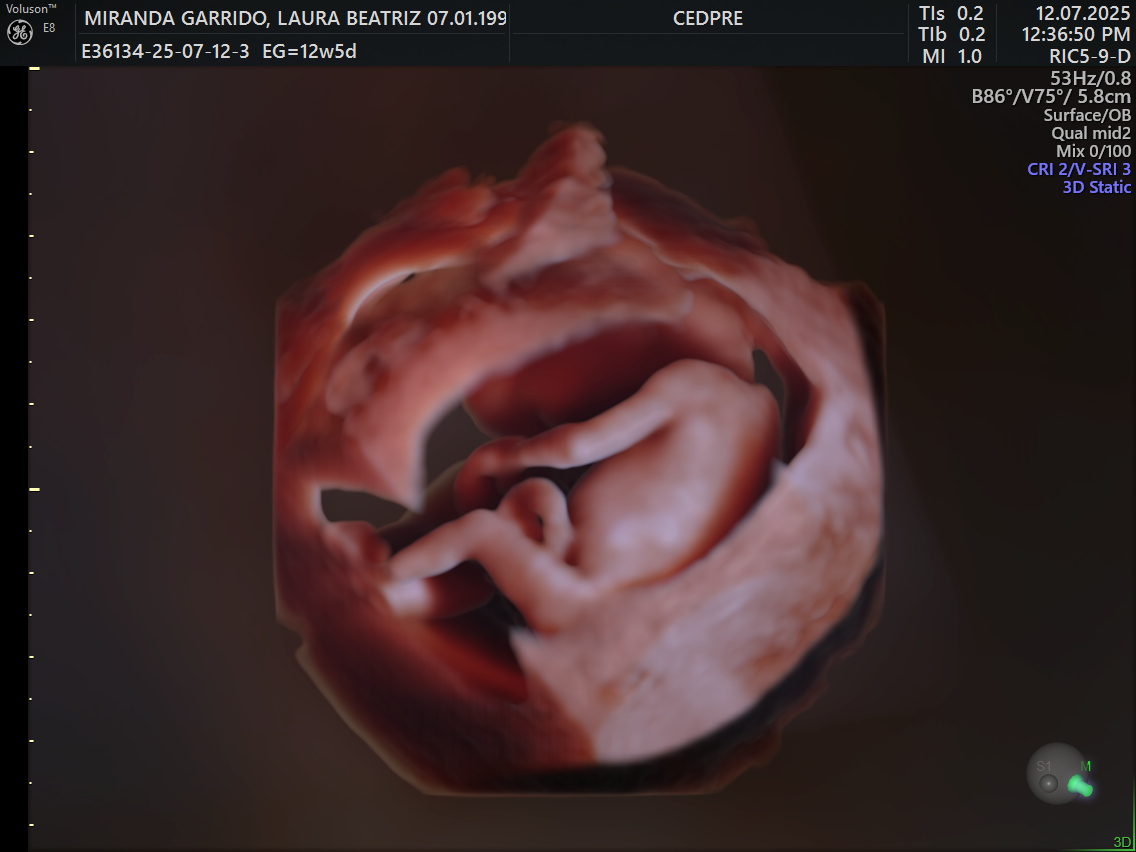 Voluson™
E8
MIRANDA GARRIDO, LAURA BEATRIZ 07.01.199
E36134-25-07-12-3 EG=12w5d
CEDPRE
TIs 0.2
TIb 0.2
MI 1.0
12.07.2025
12:36:50 PM
RIC5-9-D
53Hz/0.8
B86°/V75°/ 5.8cm
Surface/OB
Qual mid2
Mix 0/100
CRI 2/V-SRI 3
3D Static
S1 M
3D